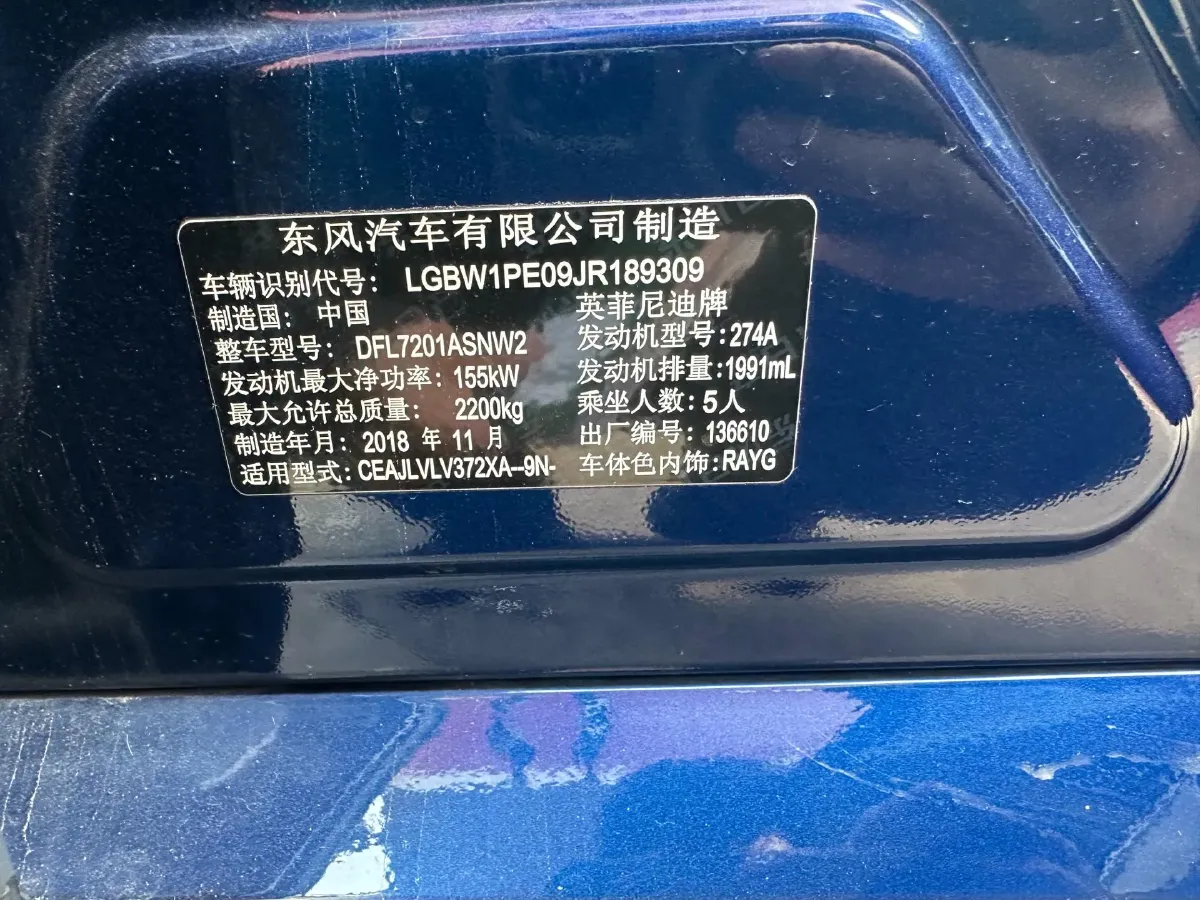 东风汽车有限公司制造
车辆识别代号： LGBW1PE09JR189309
制造国： 中国 英菲尼迪牌
整车型号： DFL7201ASNW2 发动机型号:274A
发动机最大净功率: 155kW 发动机排量:1991mL
最大允许总质量： 2200kg 乘坐人数: 5人
制造年月: 2018 年 11 月 出厂编号: 136610
适用型式: CEAJLVLV372XA--9N- 车体色内饰:RAYG